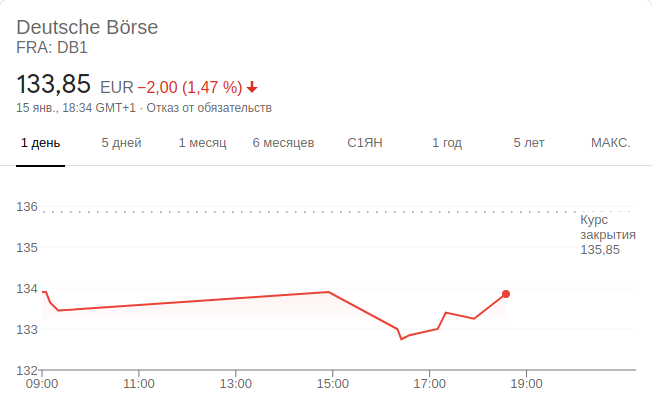 Deutsche Börse
FRA: DB1
133,85 EUR −2,00 (1,47 %)
15 янв., 18:34 GMT+1 · Отказ от обязательств
1 день 5 дней 1 месяц 6 месяцев С1ЯН 1 год 5 лет МАКС.
136
Курс
закрытия
135,85
135
134
133
132
09:00 11:00 13:00 15:00 17:00 19:00